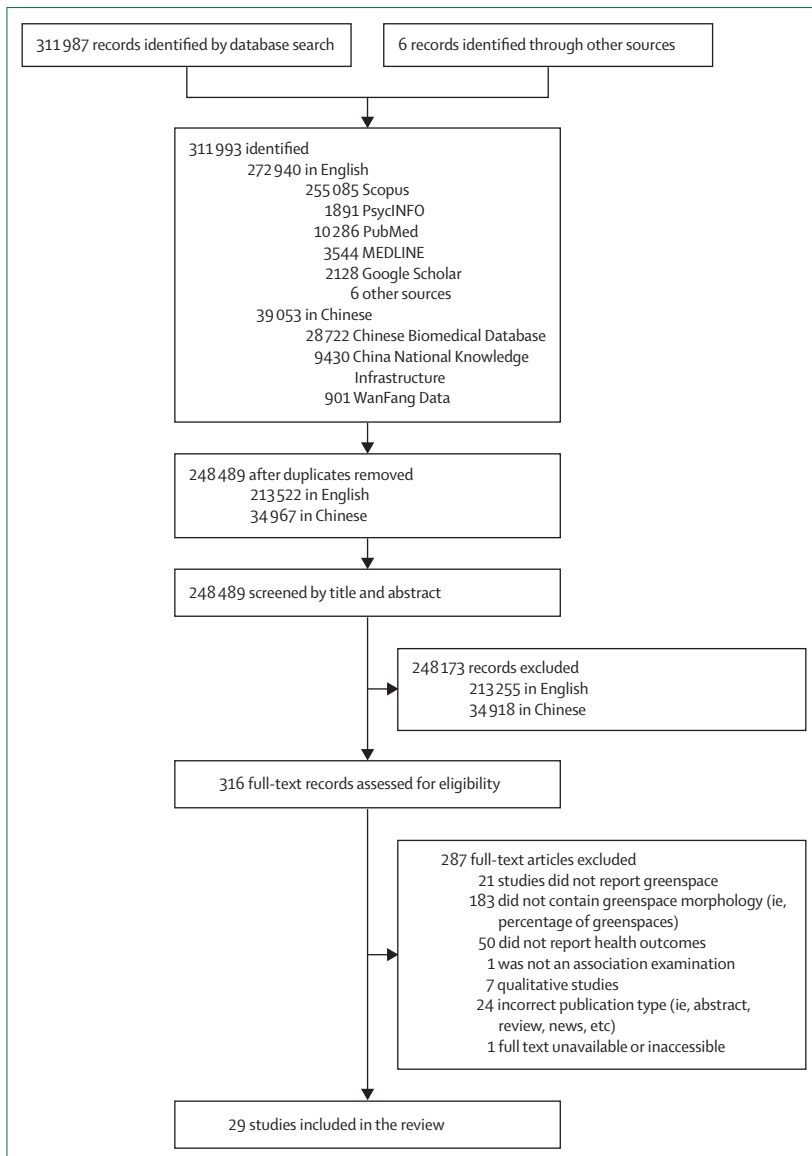 311 987 records identified by database search
6 records identified through other sources
311 993 identified
272 940 in English
255 085 Scopus
1891 PsycINFO
10 286 PubMed
3544 MEDLINE
2128 Google Scholar
6 other sources
39 053 in Chinese
28 722 Chinese Biomedical Database
9430 China National Knowledge
Infrastructure
901 WanFang Data
248 489 after duplicates removed
213 522 in English
34 967 in Chinese
248 489 screened by title and abstract
248 173 records excluded
213 255 in English
34 918 in Chinese
316 full-text records assessed for eligibility
287 full-text articles excluded
21 studies did not report greenspace
183 did not contain greenspace morphology (ie,
percentage of greenspaces)
50 did not report health outcomes
1 was not an association examination
7 qualitative studies
24 incorrect publication type (ie, abstract,
review, news, etc)
1 full text unavailable or inaccessible
29 studies included in the review